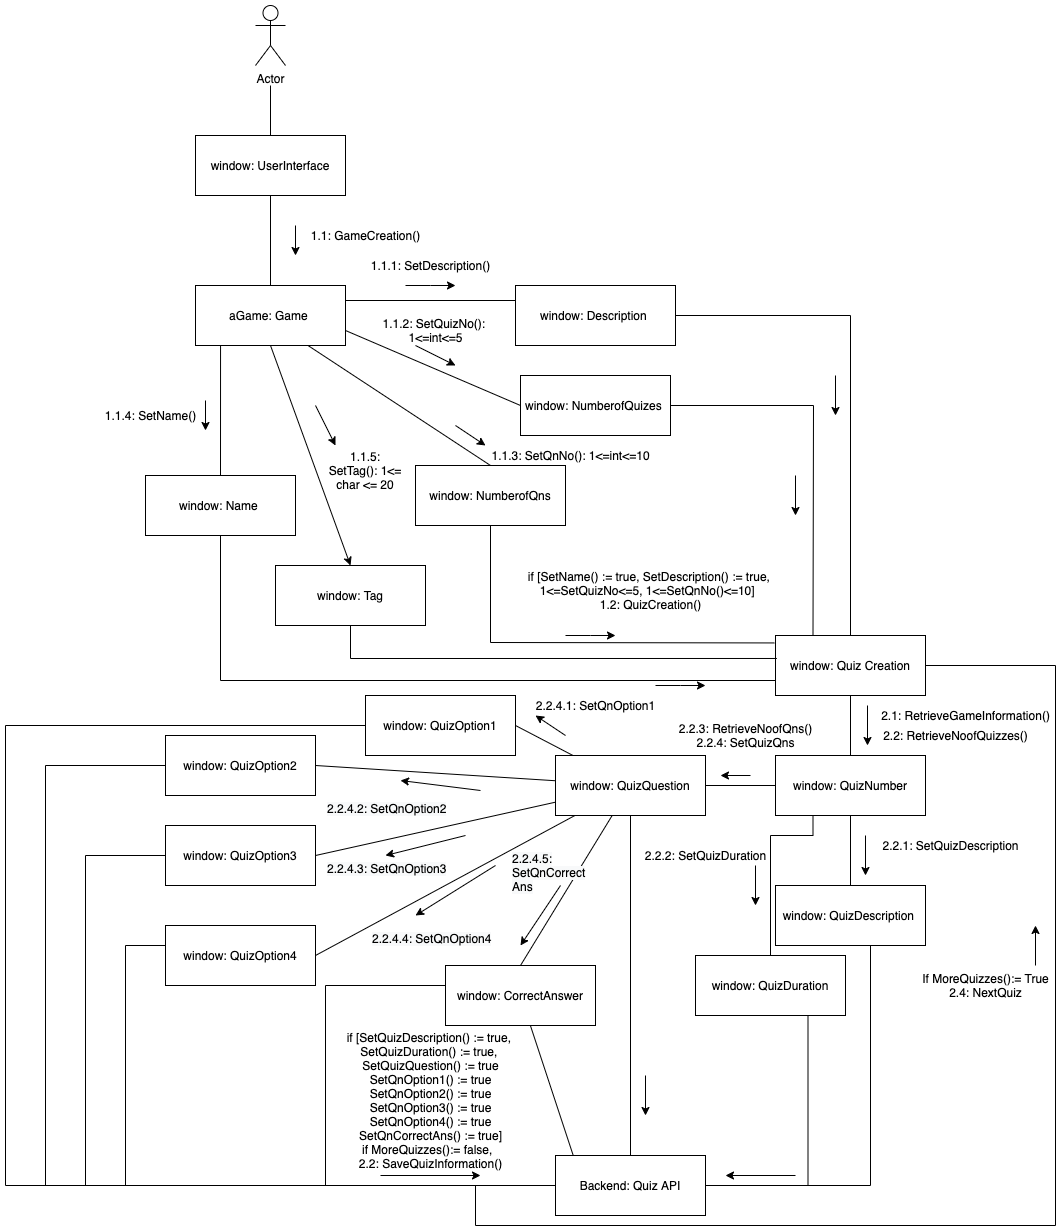 Actor
window: UserInterface
1.1: GameCreation()
1.1.1: SetDescription()
aGame: Game
window: Description
1.1.2: SetQuizNo():
1<=int<=5
window: NumberofQuizes
1.1.4: SetName()
1.1.5:
SetTag(): 1<=
char <= 20
1.1.3: SetQnNo(): 1<=int<=10
window: Name
window: NumberofQns
window: Tag
if [SetName() := true, SetDescription() := true,
1<=SetQuizNo<=5, 1<=SetQnNo()<=10]
1.2: QuizCreation()
window: Quiz Creation
2.2.4.1: SetQnOption1
window: QuizOption1
2.2.3: RetrieveNoofQns()
2.2.4: SetQuizQns
2.1: RetrieveGameInformation()
2.2: RetrieveNoofQuizzes()
window: QuizOption2
window: QuizQuestion
window: QuizNumber
2.2.4.2: SetQnOption2
window: QuizOption3
2.2.4.3: SetQnOption3
2.2.4.5:
SetQnCorrect
Ans
2.2.2: SetQuizDuration
2.2.1: SetQuizDescription
window: QuizDescription
2.2.4.4: SetQnOption4
window: QuizOption4
window: CorrectAnswer
window: QuizDuration
If MoreQuizzes():= True
2.4: NextQuiz
if [SetQuizDescription() := true,
SetQuizDuration() := true,
SetQuizQuestion() := true
SetQnOption1() := true
SetQnOption2() := true
SetQnOption3() := true
SetQnOption4() := true
SetQnCorrectAns() := true]
if MoreQuizzes():= false,
2.2: SaveQuizInformation()
Backend: Quiz API